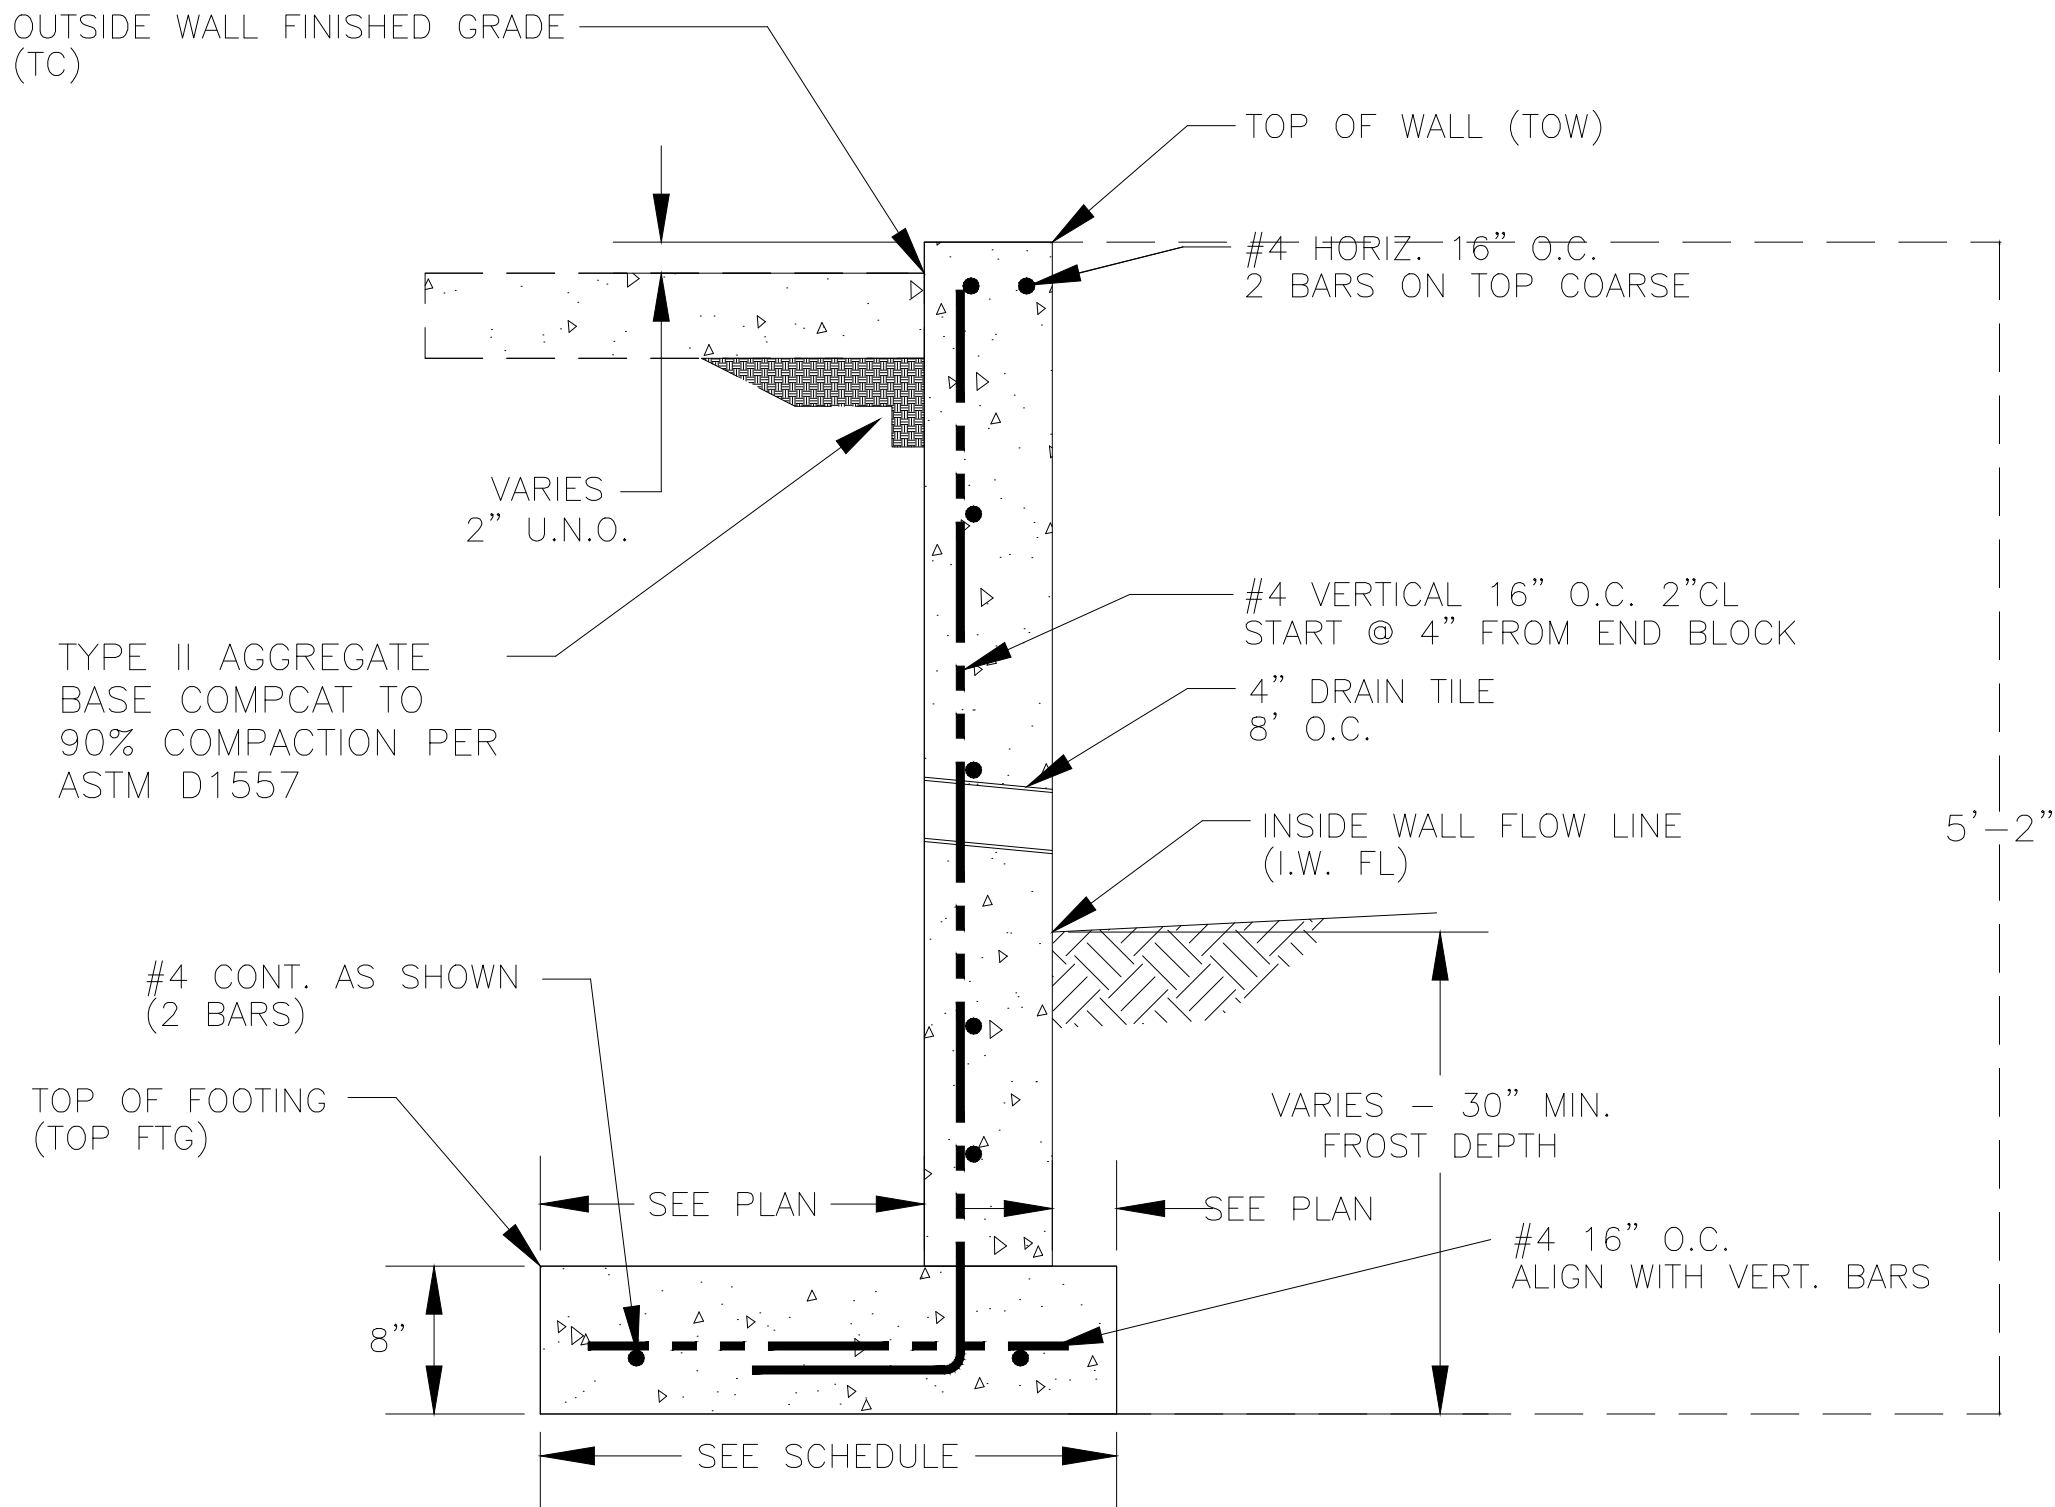 OUTSIDE WALL FINISHED GRADE
(TC)
TOP OF WALL (TOW)
#4 HORIZ. 16" O.C.
2 BARS ON TOP COARSE
VARIES
2" U.N.O.
#4 VERTICAL 16" O.C. 2"CL
START @ 4" FROM END BLOCK
TYPE II AGGREGATE
BASE COMPCAT TO
90% COMPACTION PER
ASTM D1557
4" DRAIN TILE
8' O.C.
INSIDE WALL FLOW LINE
(I.W. FL)
5'-2"
#4 CONT. AS SHOWN
(2 BARS)
TOP OF FOOTING
(TOP FTG)
VARIES – 30" MIN.
FROST DEPTH
SEE PLAN
SEE PLAN
#4 16" O.C.
ALIGN WITH VERT. BARS
8"
SEE SCHEDULE